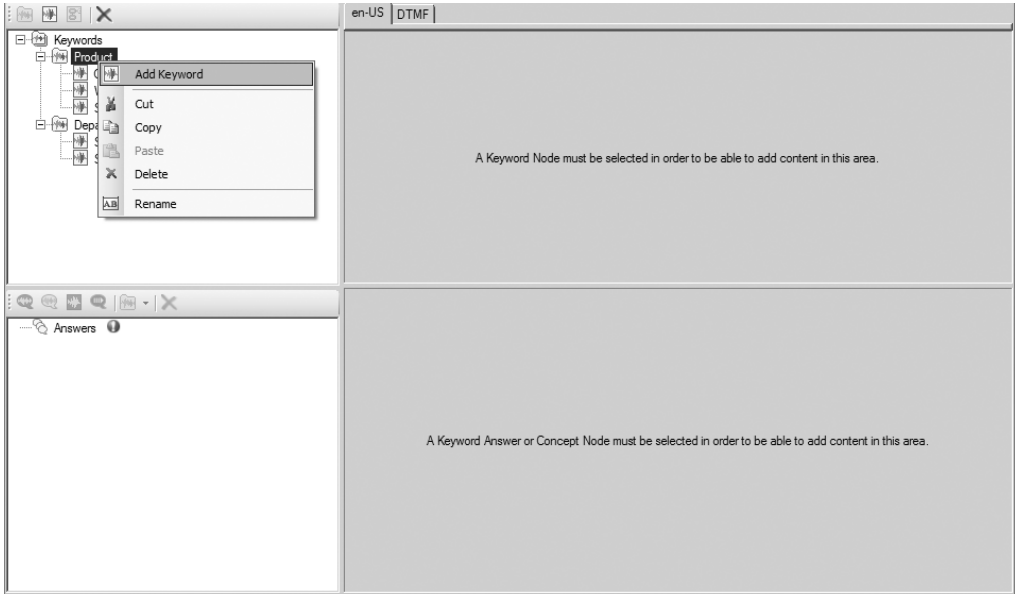 en-US DTMF
Keywords
Product
Add Keyword
Cut
Copy
Paste
Delete
AB Rename
A Keyword Node must be selected in order to be able to add content in this area.
Answers
A Keyword Answer or Concept Node must be selected in order to be able to add content in this area.